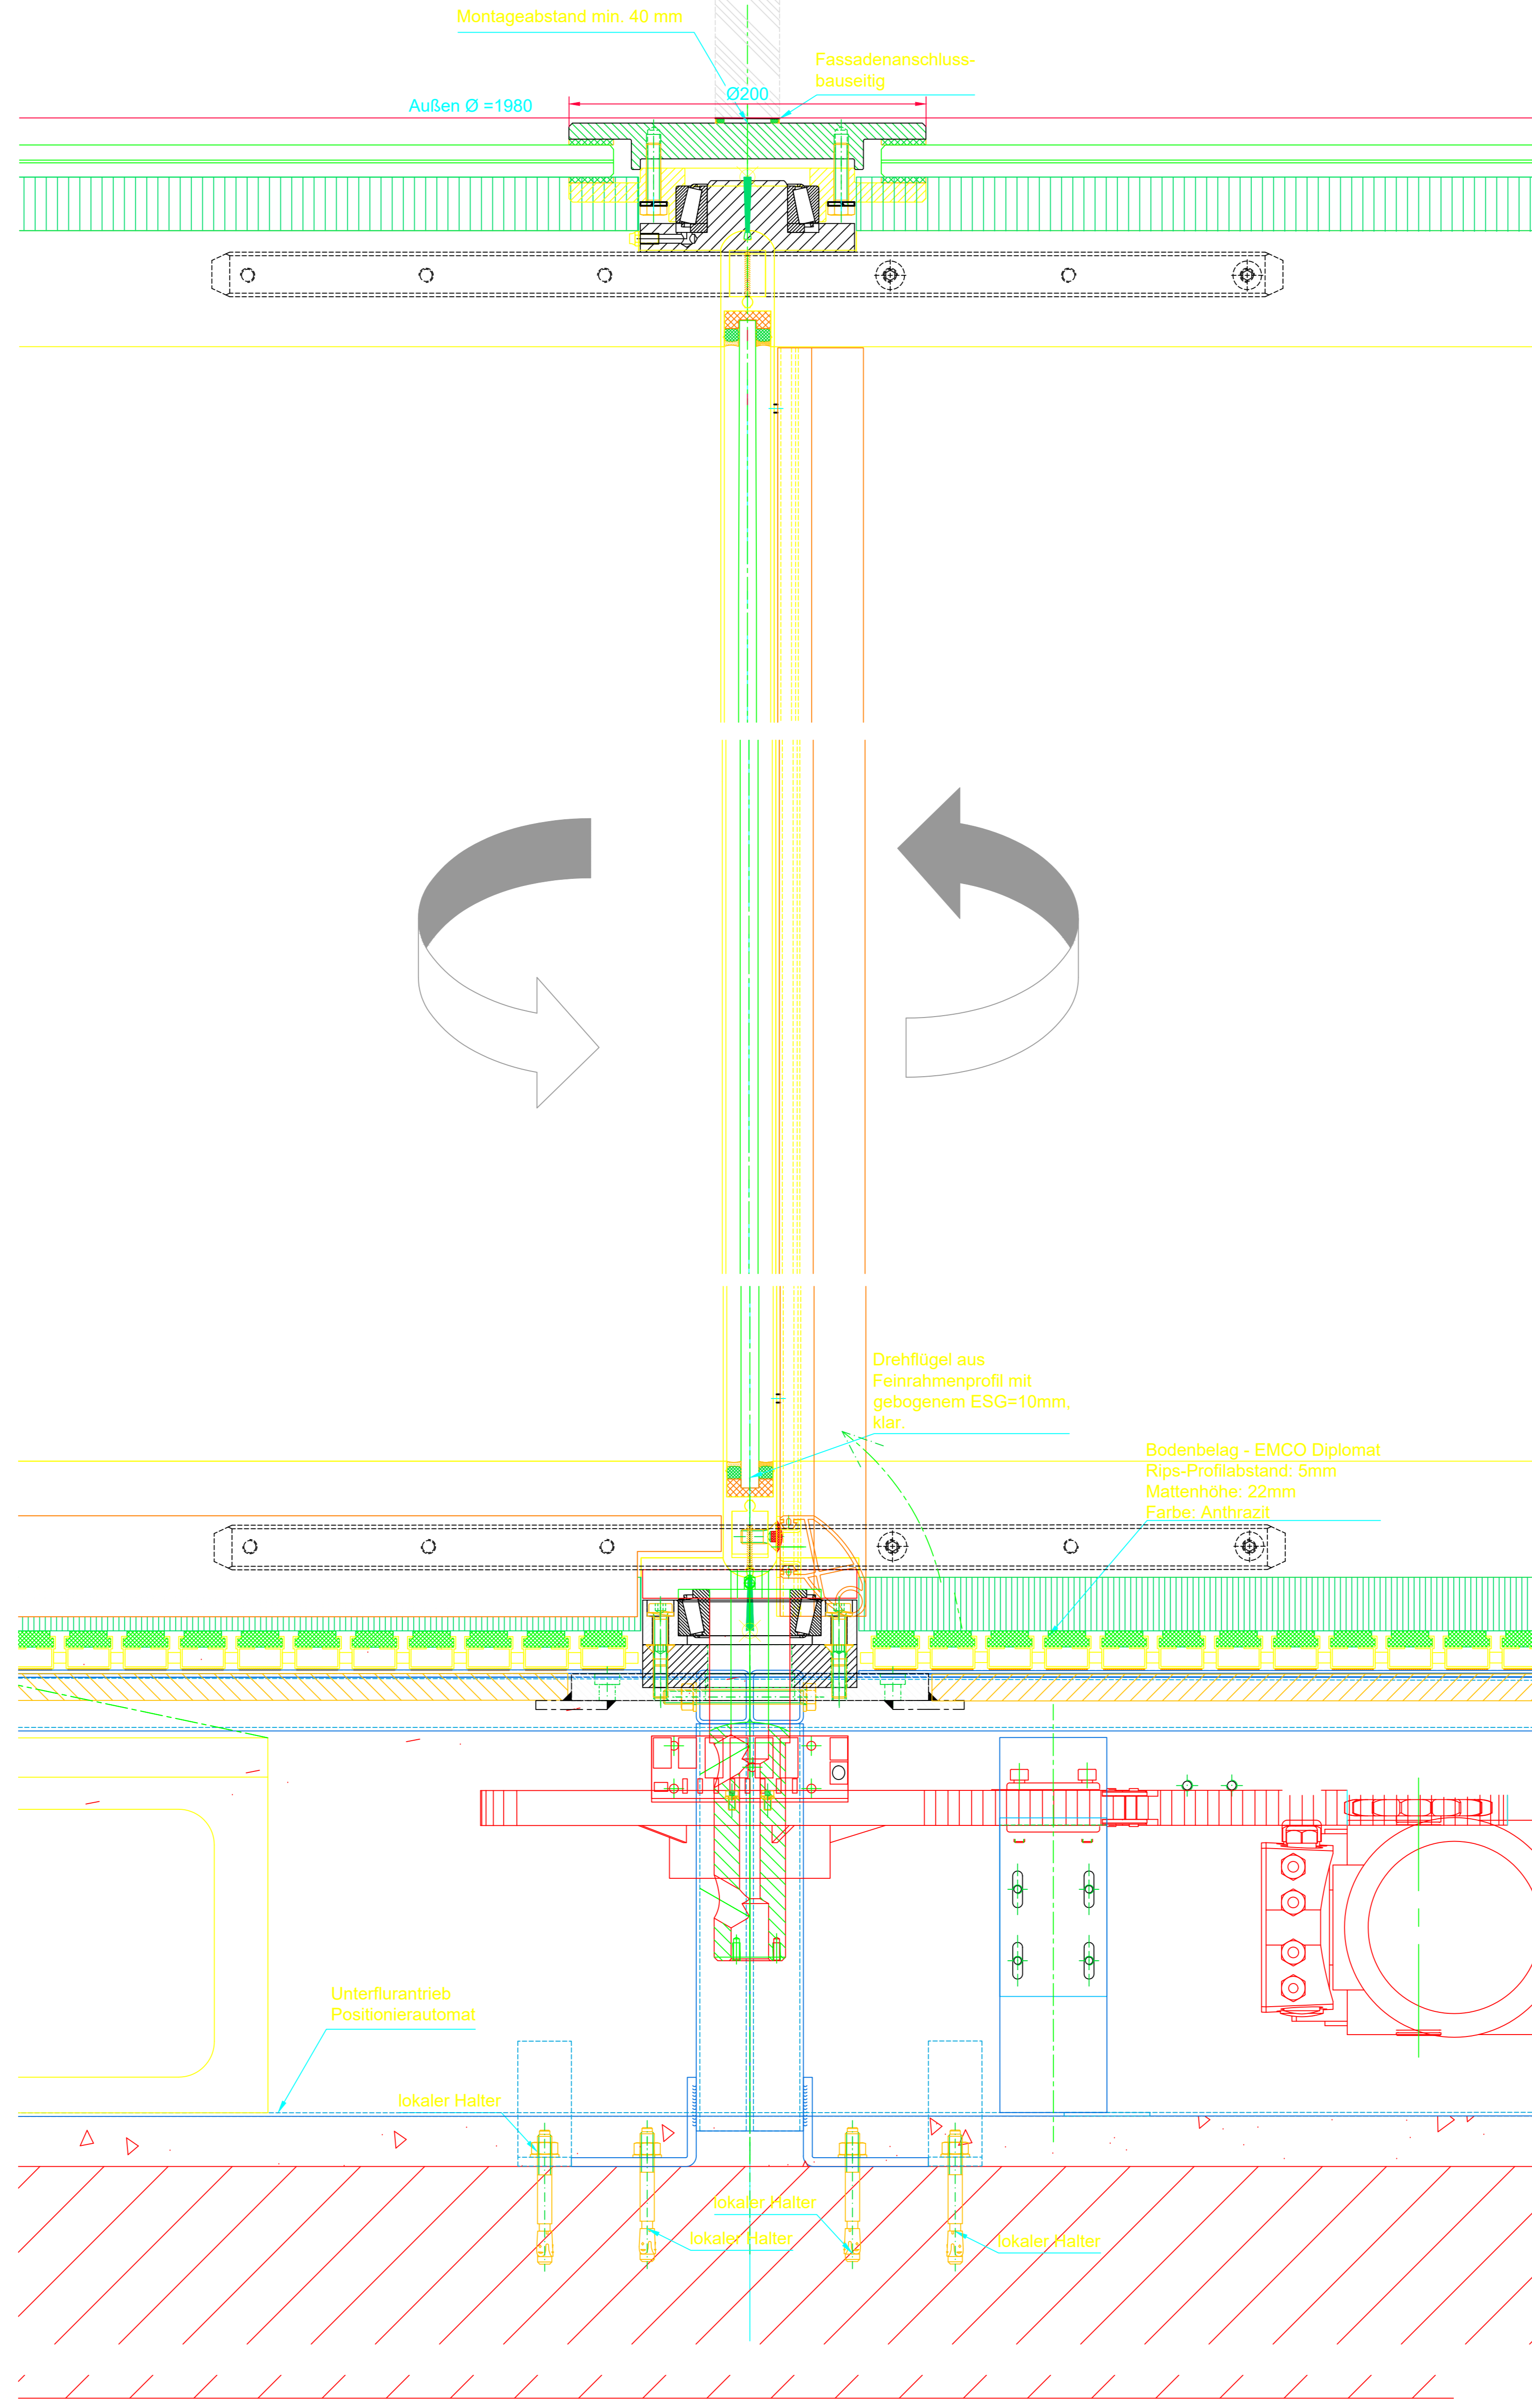 Montageabstand min. 40 mm
Fassadenanschluss-
bauseitig
Ø200
Außen Ø =1980
Drehflügel aus
Feinrahmenprofil mit
gebogenem ESG=10mm,
klar.
Bodenbelag - EMCO Diplomat
Rips-Profilabstand: 5mm
Mattenhöhe: 22mm
Farbe: Anthrazit
Unterflurantrieb
Positionierautomat
lokaler Halter
lokaler Halter
lokaler Halter
lokaler Halter